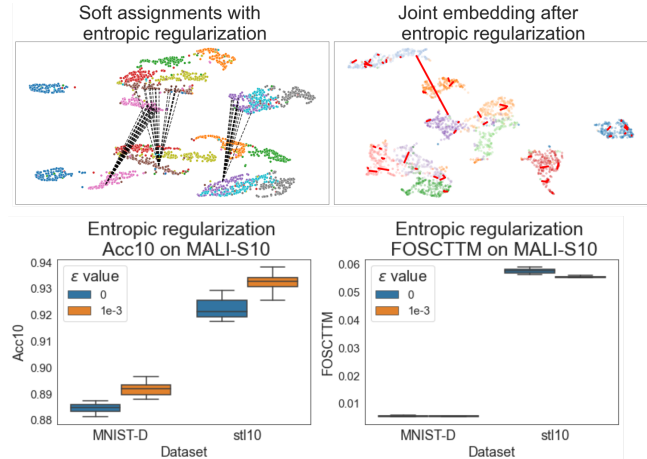 Soft assignments with
entropic regularization
Joint embedding after
entropic regularization
Entropic regularization
Acc10 on MALI-S10
Acc10
0.94
0.93
0.92
0.91
0.90
0.89
0.88
ε value
0
1e-3
MNIST-D
stl10
Dataset
Entropic regularization
FOSCTTM on MALI-S10
FOSCTTM
0.06
0.05
0.04
0.03
0.02
0.01
ε value
0
1e-3
MNIST-D
stl10
Dataset